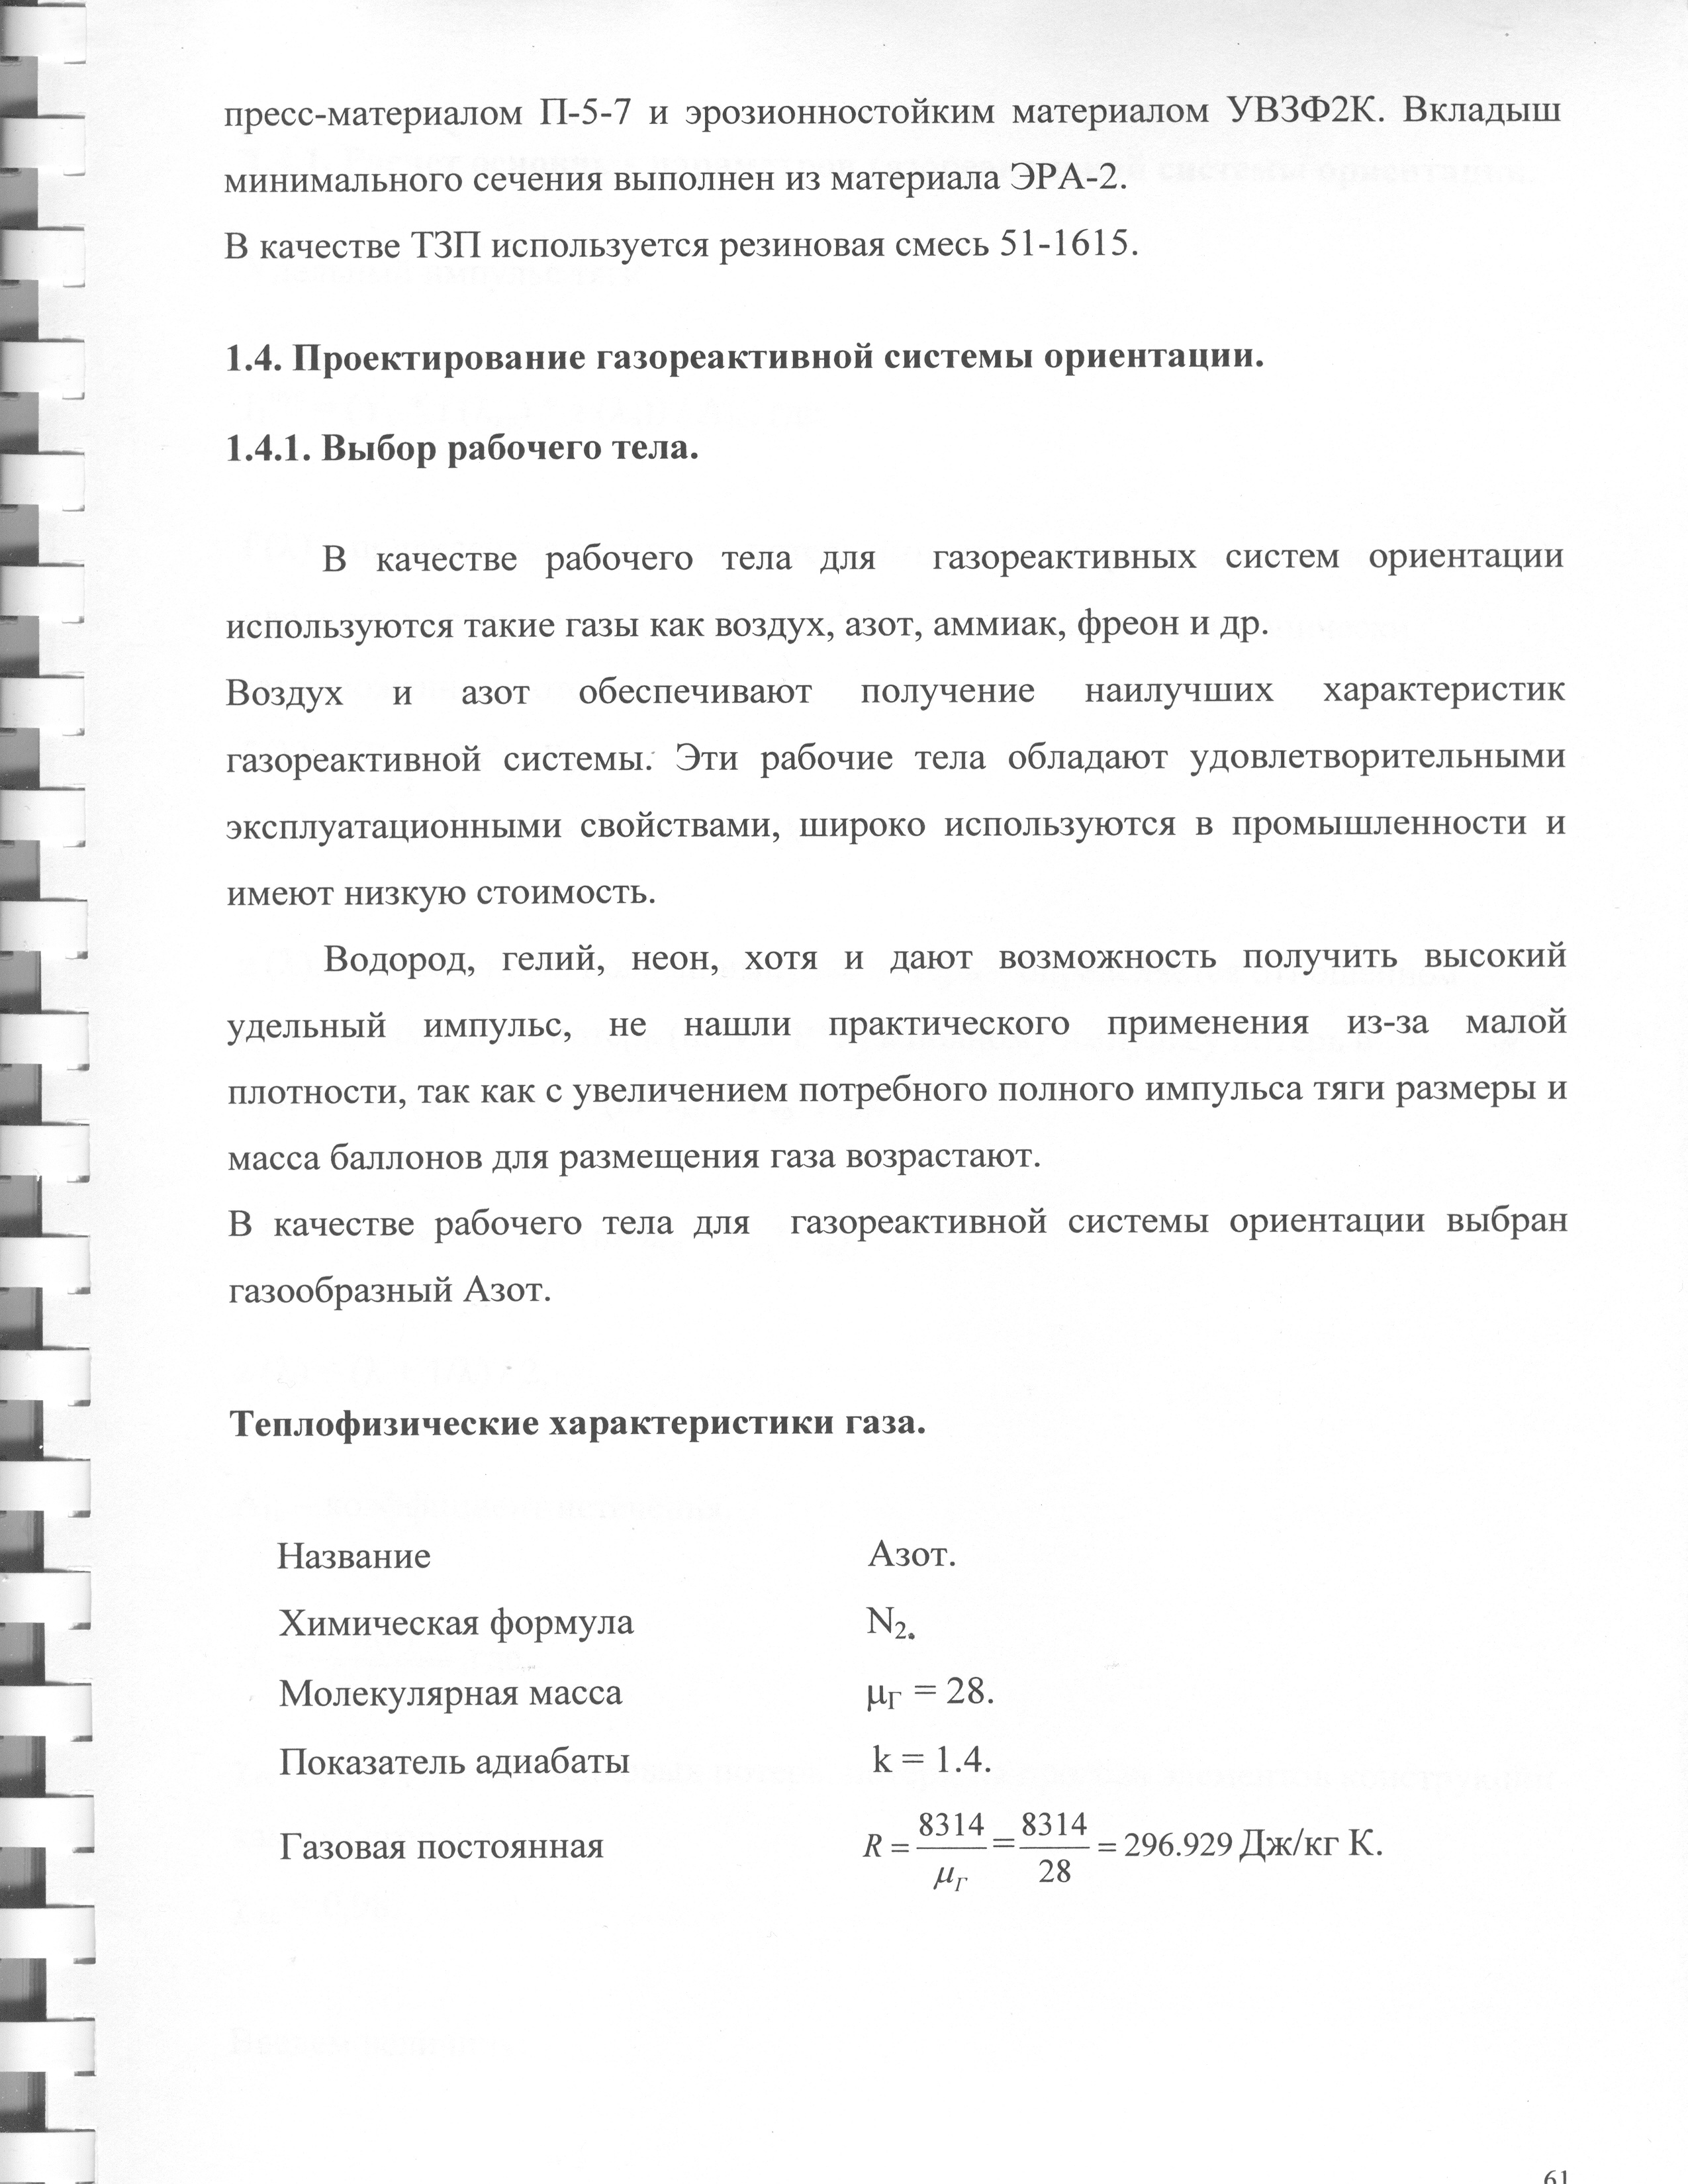 пресс-материалом П-5-7 и эрозионностойким материалом УВЗФ2К. Вкладыш
минимального сечения выполнен из материала ЭРА-2.
В качестве ТЗП используется резиновая смесь 51-1615.
1.4. Проектирование газореактивной системы ориентации.
1.4.1. Выбор рабочего тела.
В качестве рабочего тела для газореактивных систем ориентации
используются такие газы как воздух, азот, аммиак, фреон и др.
Воздух и азот обеспечивают получение наилучших характеристик
газореактивной системы. Эти рабочие тела обладают удовлетворительными
эксплуатационными свойствами, широко используются в промышленности и
имеют низкую стоимость.
Водород, гелий, неон, хотя и дают возможность получить высокий
удельный импульс, не нашли практического применения из-за малой
плотности, так как с увеличением потребного полного импульса тяги размеры и
масса баллонов для размещения газа возрастают.
В качестве рабочего тела для газореактивной системы ориентации выбран
газообразный Азот.
Теплофизические характеристики газа.
Название Азот.
Химическая формула N₂.
Молекулярная масса μГ = 28.
Показатель адиабаты k = 1.4.
Газовая постоянная R = 8314/μГ = 8314/28 = 296.929 Дж/кг К.
61